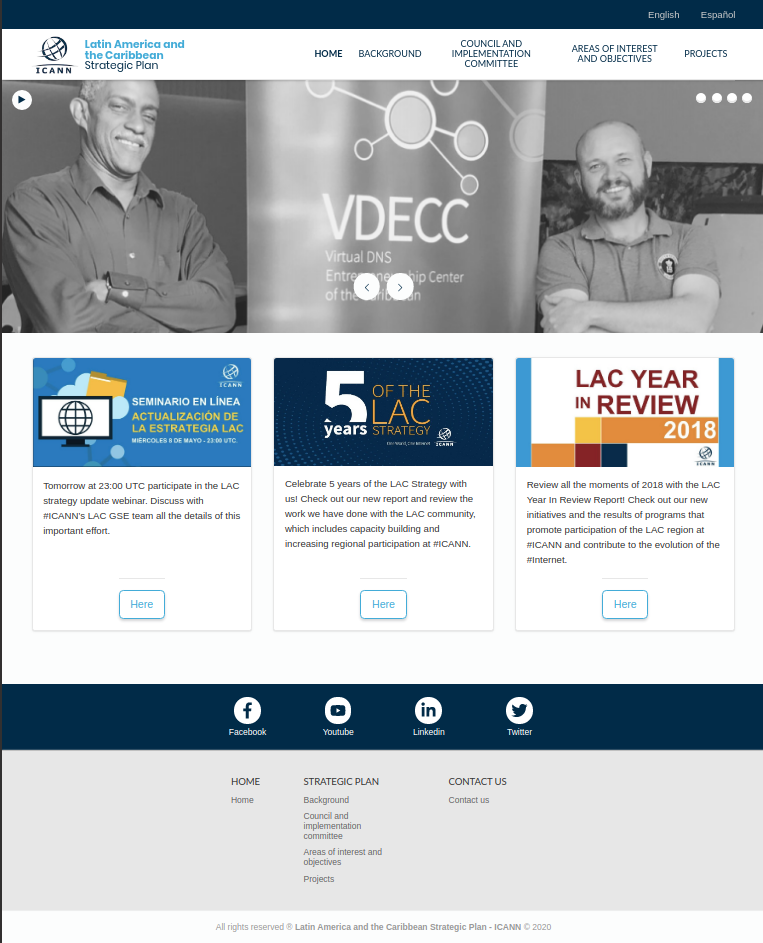 English Español
ICANN
Latin America and
the Caribbean
Strategic Plan
HOME BACKGROUND COUNCIL AND IMPLEMENTATION COMMITTEE AREAS OF INTEREST AND OBJECTIVES PROJECTS
VDECC
Virtual DNS
Center
of the
ICANN
SEMINARIO EN LÍNEA
ACTUALIZACIÓN DE
LA ESTRATEGIA LAC
MIÉRCOLES 8 DE MAYO - 23:00 UTC
Tomorrow at 23:00 UTC participate in the LAC
strategy update webinar. Discuss with
#ICANN's LAC GSE team all the details of this
important effort.
Here
5 years
OF THE
LAC
STRATEGY
ICANN
Celebrate 5 years of the LAC Strategy with
us! Check out our new report and review the
work we have done with the LAC community,
which includes capacity building and
increasing regional participation at #ICANN.
Here
LAC YEAR
IN REVIEW
2018
ICANN
Review all the moments of 2018 with the LAC
Year In Review Report! Check out our new
initiatives and the results of programs that
promote participation of the LAC region at
#ICANN and contribute to the evolution of the
#Internet.
Here
Facebook Youtube Linkedin Twitter
HOME
Home
STRATEGIC PLAN
Background
Council and
implementation
committee
Areas of interest and
objectives
Projects
CONTACT US
Contact us
All rights reserved ® Latin America and the Caribbean Strategic Plan - ICANN © 2020